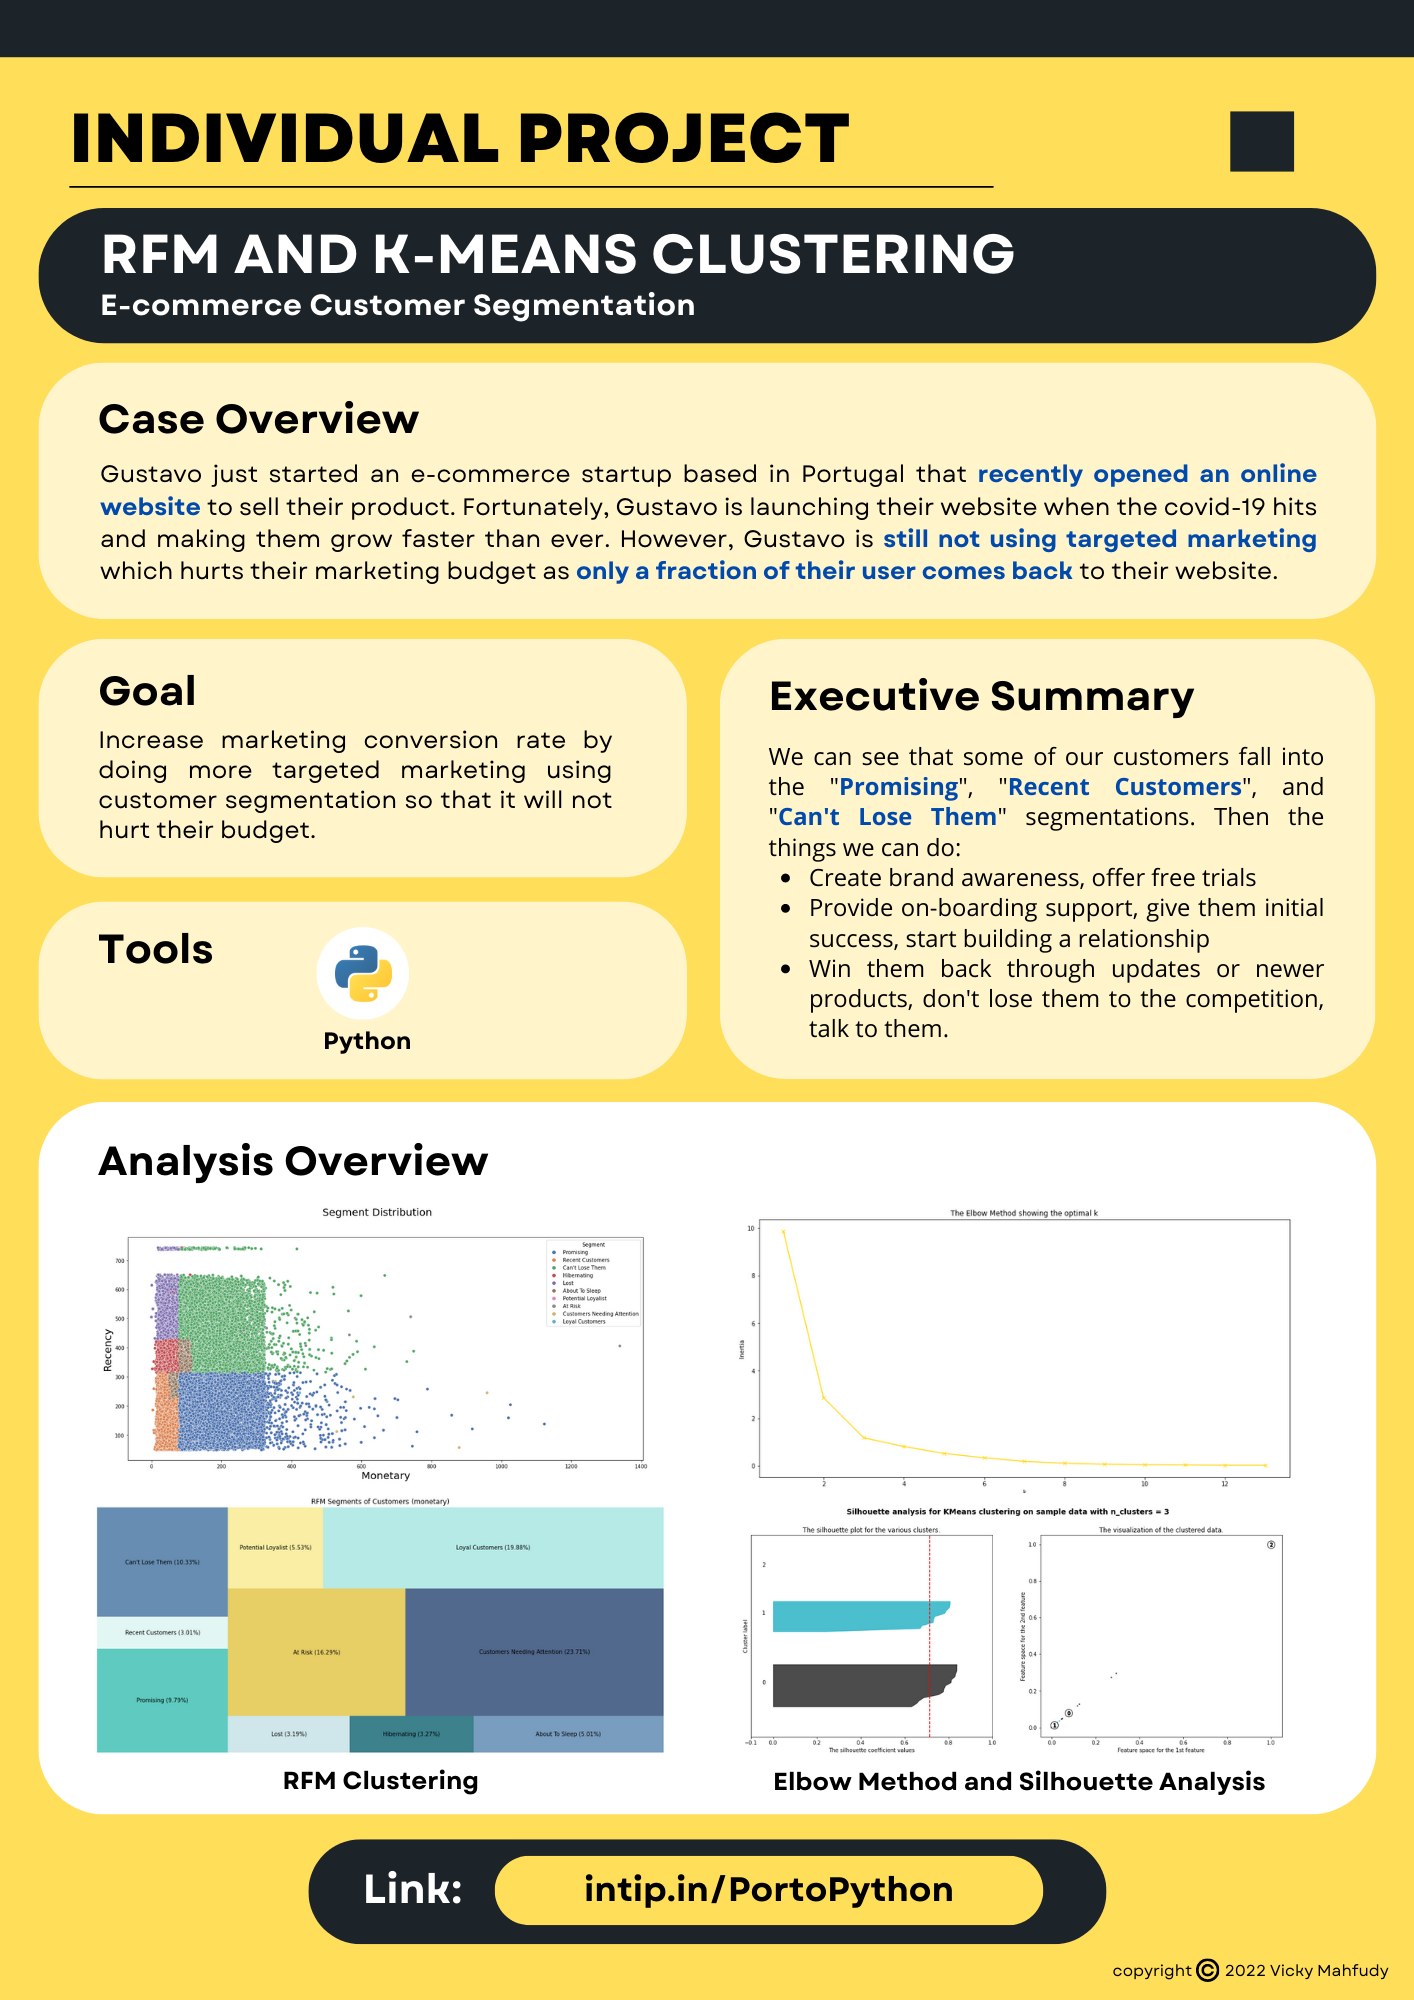 INDIVIDUAL PROJECT
RFM AND K-MEANS CLUSTERING
E-commerce Customer Segmentation
Case Overview
Gustavo just started an e-commerce startup based in Portugal that recently opened an online
website to sell their product. Fortunately, Gustavo is launching their website when the covid-19 hits
and making them grow faster than ever. However, Gustavo is still not using targeted marketing
which hurts their marketing budget as only a fraction of their user comes back to their website.
Goal
Increase marketing conversion rate by
doing more targeted marketing using
customer segmentation so that it will not
hurt their budget.
Tools
Python
Executive Summary
We can see that some of our customers fall into
the "Promising", "Recent Customers", and
"Can't Lose Them" segmentations. Then the
things we can do:
• Create brand awareness, offer free trials
• Provide on-boarding support, give them initial
success, start building a relationship
• Win them back through updates or newer
products, don't lose them to the competition,
talk to them.
Analysis Overview
Segment Distribution
Segment
Promising
Recent Customers
Can't Lose Them
Hibernating
Lost
About To Sleep
Potential Loyalist
At Risk
Customers Needing Attention
Loyal Customers
Recency
700
600
500
400
300
200
100
0 200 400 600 800 1000 1200 1400
Monetary
RFM Segments of Customers (monetary)
Can't Lose Them (10.33%)
Potential Loyalist (5.53%)
Loyal Customers (19.88%)
Recent Customers (3.01%)
At Risk (16.29%)
Customers Needing Attention (23.71%)
Promising (9.79%)
Lost (3.19%)
Hibernating (3.27%)
About To Sleep (5.01%)
RFM Clustering
The Elbow Method showing the optimal k
Inertia
10
8
6
4
2
0
2 4 6 8 10 12
k
Silhouette analysis for KMeans clustering on sample data with n_clusters = 3
The silhouette plot for the various clusters.
Cluster label
2
1
0
−0.1 0.0 0.2 0.4 0.6 0.8 1.0
The silhouette coefficient values
The visualization of the clustered data.
Feature space for the 2nd feature
1.0
0.8
0.6
0.4
0.2
0.0
2
0
1
0.0 0.2 0.4 0.6 0.8 1.0
Feature space for the 1st feature
Elbow Method and Silhouette Analysis
Link:
intip.in/PortoPython
copyright © 2022 Vicky Mahfudy